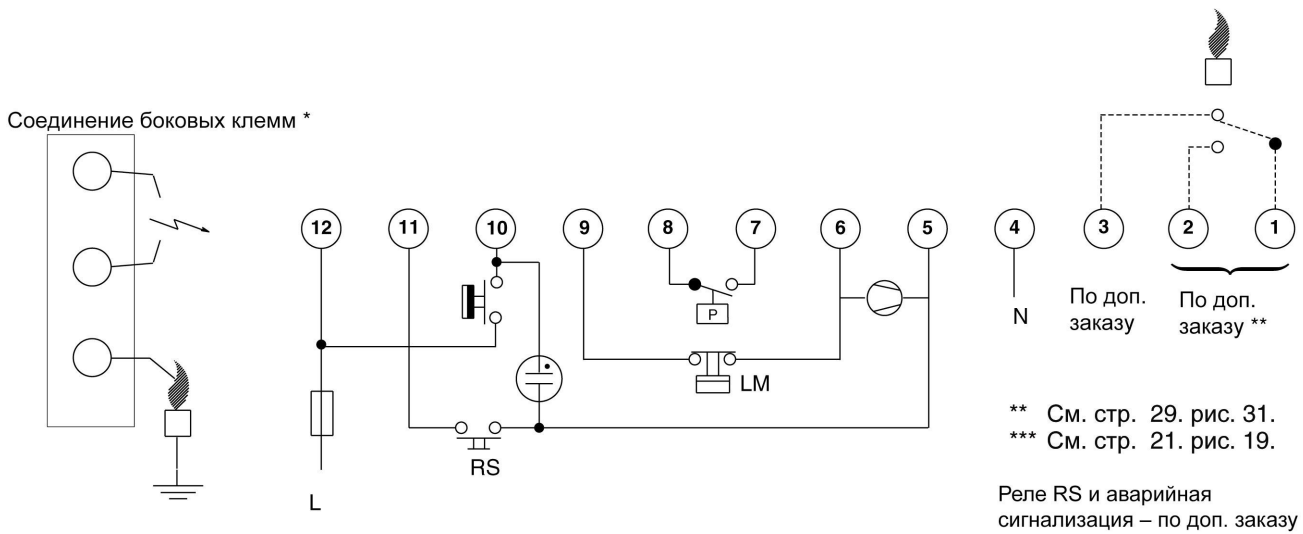 Соединение боковых клемм *
12
11
10
9
8
7
6
5
4
3
2
1
P
LM
RS
L
N
По доп.
заказу
По доп.
заказу **
** См. стр. 29. рис. 31.
*** См. стр. 21. рис. 19.
Реле RS и аварийная
сигнализация – по доп. заказу